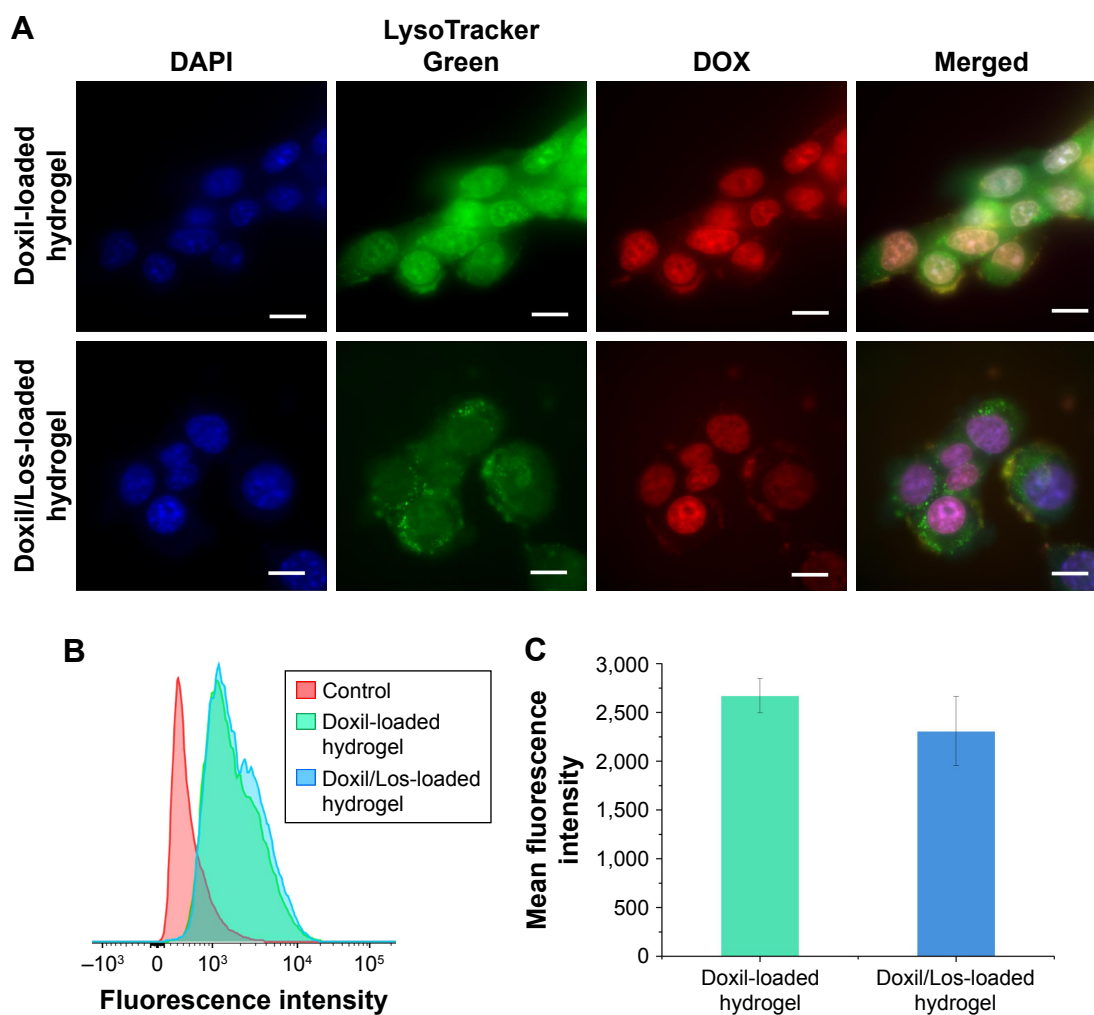 A
DAPI
LysoTracker
Green
DOX
Merged
Doxil-loaded
hydrogel
Doxil/Los-loaded
hydrogel
B
Control
Doxil-loaded
hydrogel
Doxil/Los-loaded
hydrogel
–10³
0
10³
10⁴
10⁵
Fluorescence intensity
C
Mean fluorescence
intensity
3,000
2,500
2,000
1,500
1,000
500
0
Doxil-loaded
hydrogel
Doxil/Los-loaded
hydrogel